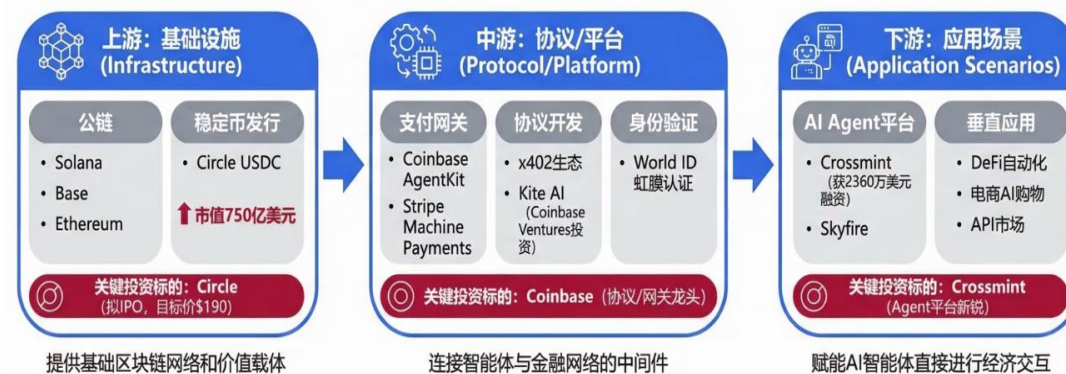 上游：基础设施
(Infrastructure)
公链
• Solana
• Base
• Ethereum
稳定币发行
• Circle USDC
市值750亿美元
关键投资标的：Circle
(拟IPO，目标价$190)
提供基础区块链网络和价值载体
中游：协议/平台
(Protocol/Platform)
支付网关
• Coinbase
AgentKit
• Stripe
Machine
Payments
协议开发
• x402生态
• Kite AI
(Coinbase
Ventures投
资)
身份验证
• World ID
虹膜认证
关键投资标的：Coinbase (协议/网关龙头)
连接智能体与金融网络的中间件
下游：应用场景
(Application Scenarios)
AI Agent平台
• Crossmint
(获2360万美元
融资)
• Skyfire
垂直应用
• DeFi自动化
• 电商AI购物
• API市场
关键投资标的：Crossmint
(Agent平台新锐)
赋能AI智能体直接进行经济交互